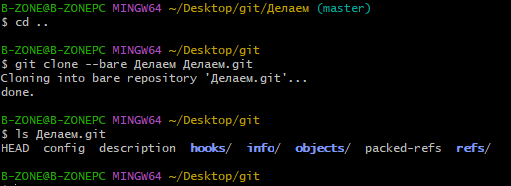 B-ZONE@B-ZONEPC MINGW64 ~/Desktop/git/Делаем (master)
$ cd ..
B-ZONE@B-ZONEPC MINGW64 ~/Desktop/git
$ git clone --bare Делаем Делаем.git
Cloning into bare repository 'Делаем.git'...
done.
B-ZONE@B-ZONEPC MINGW64 ~/Desktop/git
$ ls Делаем.git
HEAD config description hooks/ info/ objects/ packed-refs refs/
B-ZONE@B-ZONEPC MINGW64 ~/Desktop/git